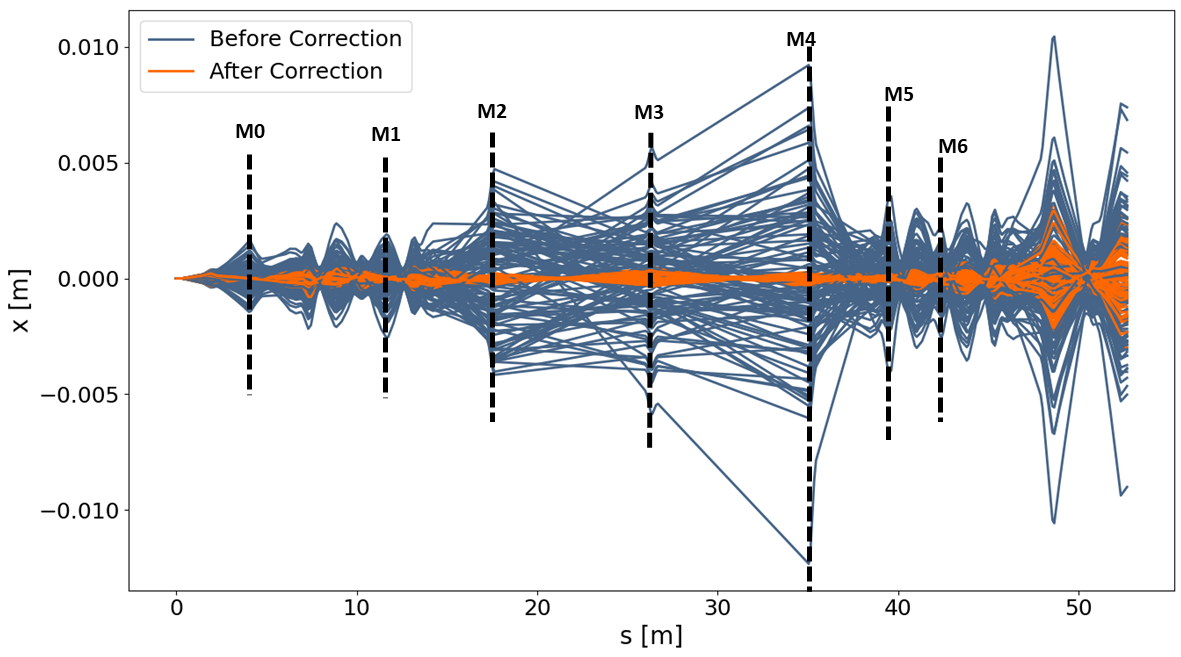 Before Correction
After Correction
M0
M1
M2
M3
M4
M5
M6
0.010
0.005
0.000
−0.005
−0.010
x [m]
0
10
20
30
40
50
s [m]